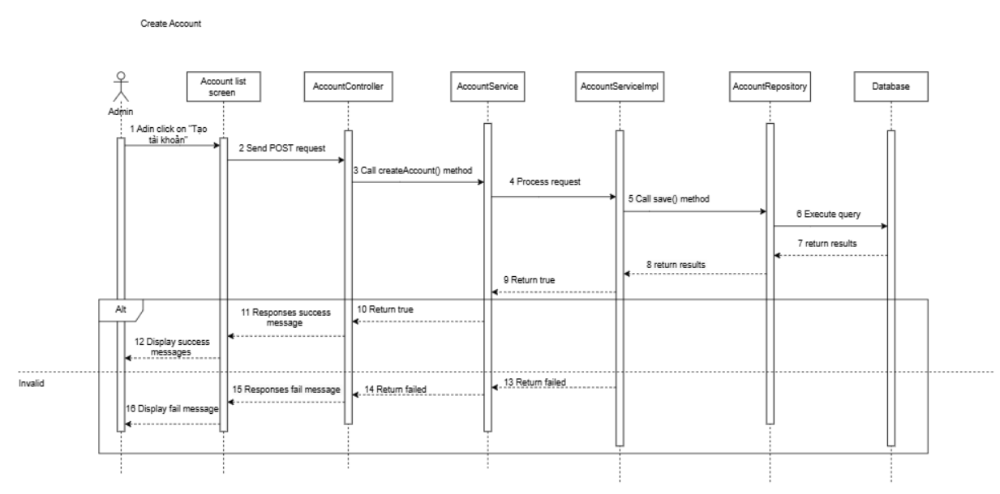 Create Account
Account list
screen
AccountController
AccountService
AccountServiceImpl
AccountRepository
Database
Admin
1 Adin click on "Tạo
tài khoản"
2 Send POST request
3 Call createAccount() method
4 Process request
5 Call save() method
6 Execute query
7 return results
8 return results
9 Return true
Alt
10 Return true
11 Responses success
message
12 Display success
messages
Invalid
13 Return failed
14 Return failed
15 Responses fail message
16 Display fail message